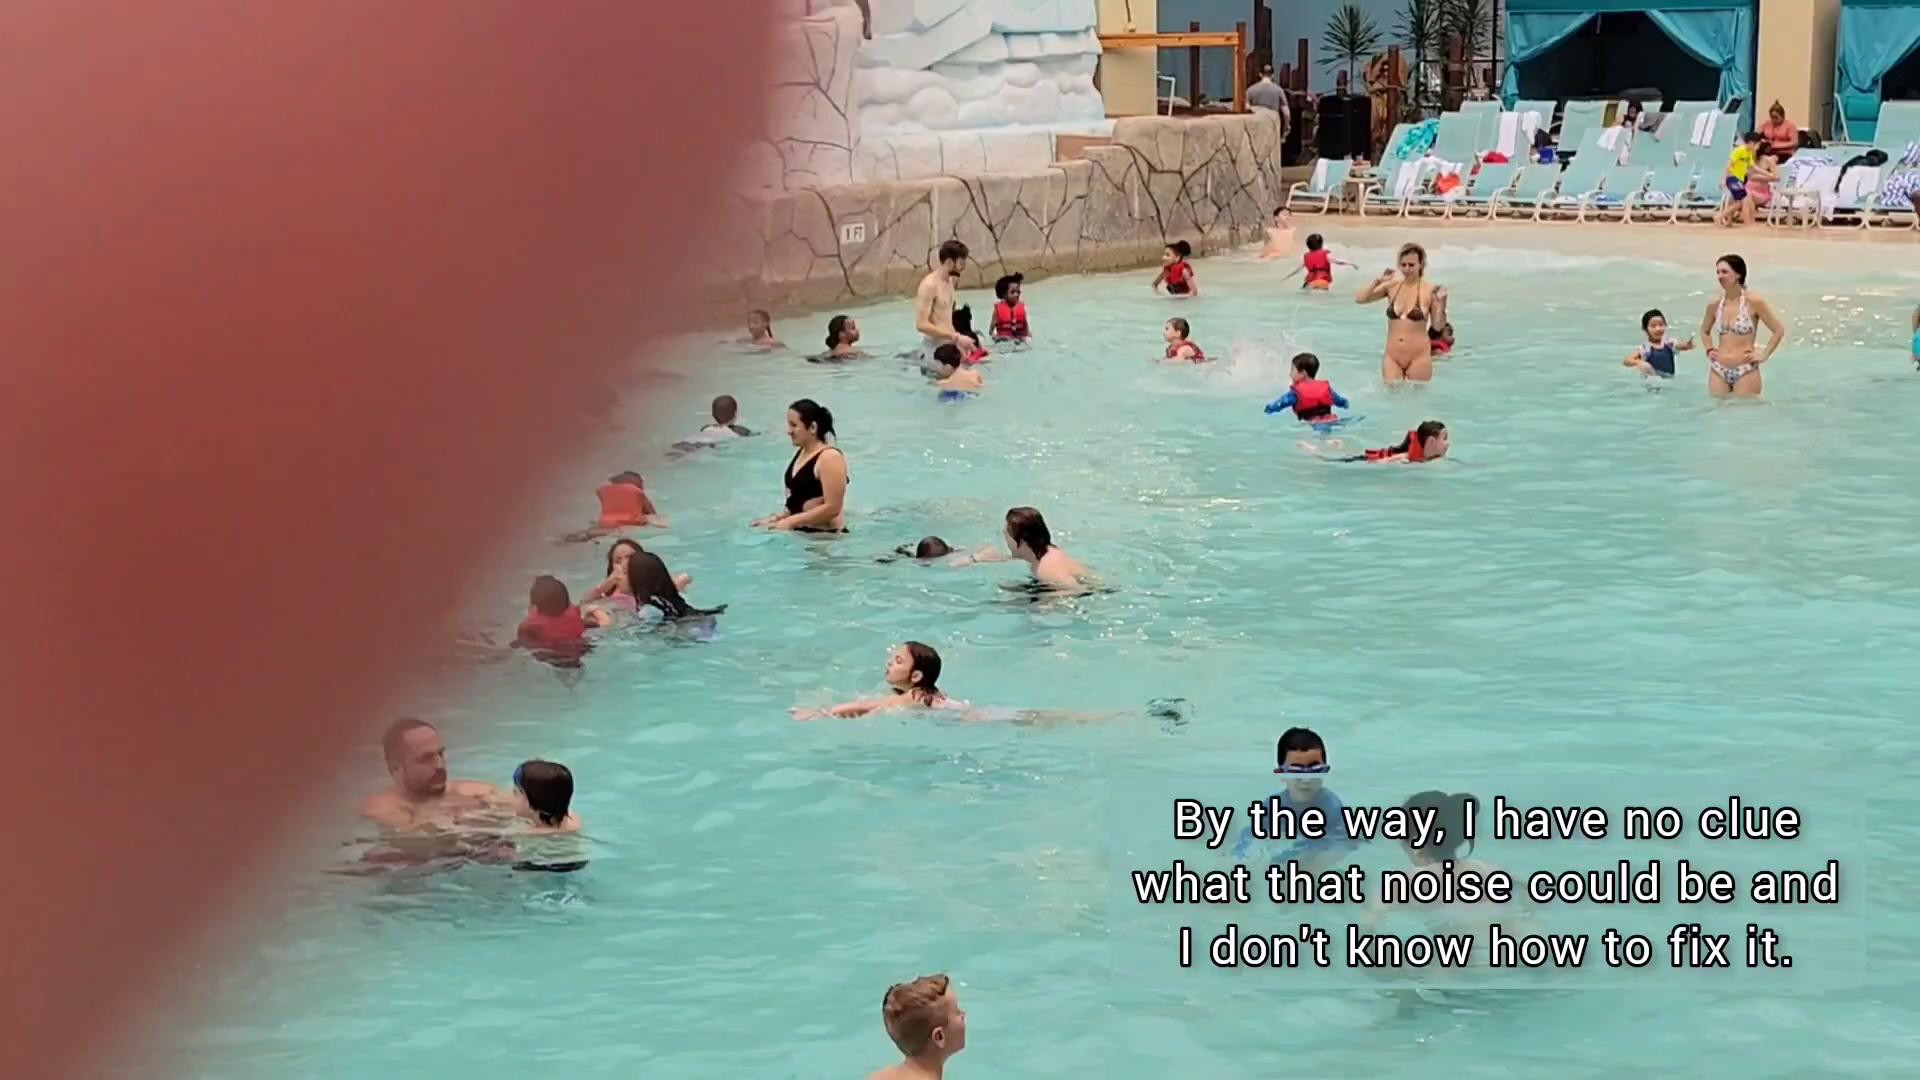 1 FT
By the way, I have no clue
what that noise could be and
I don't know how to fix it.